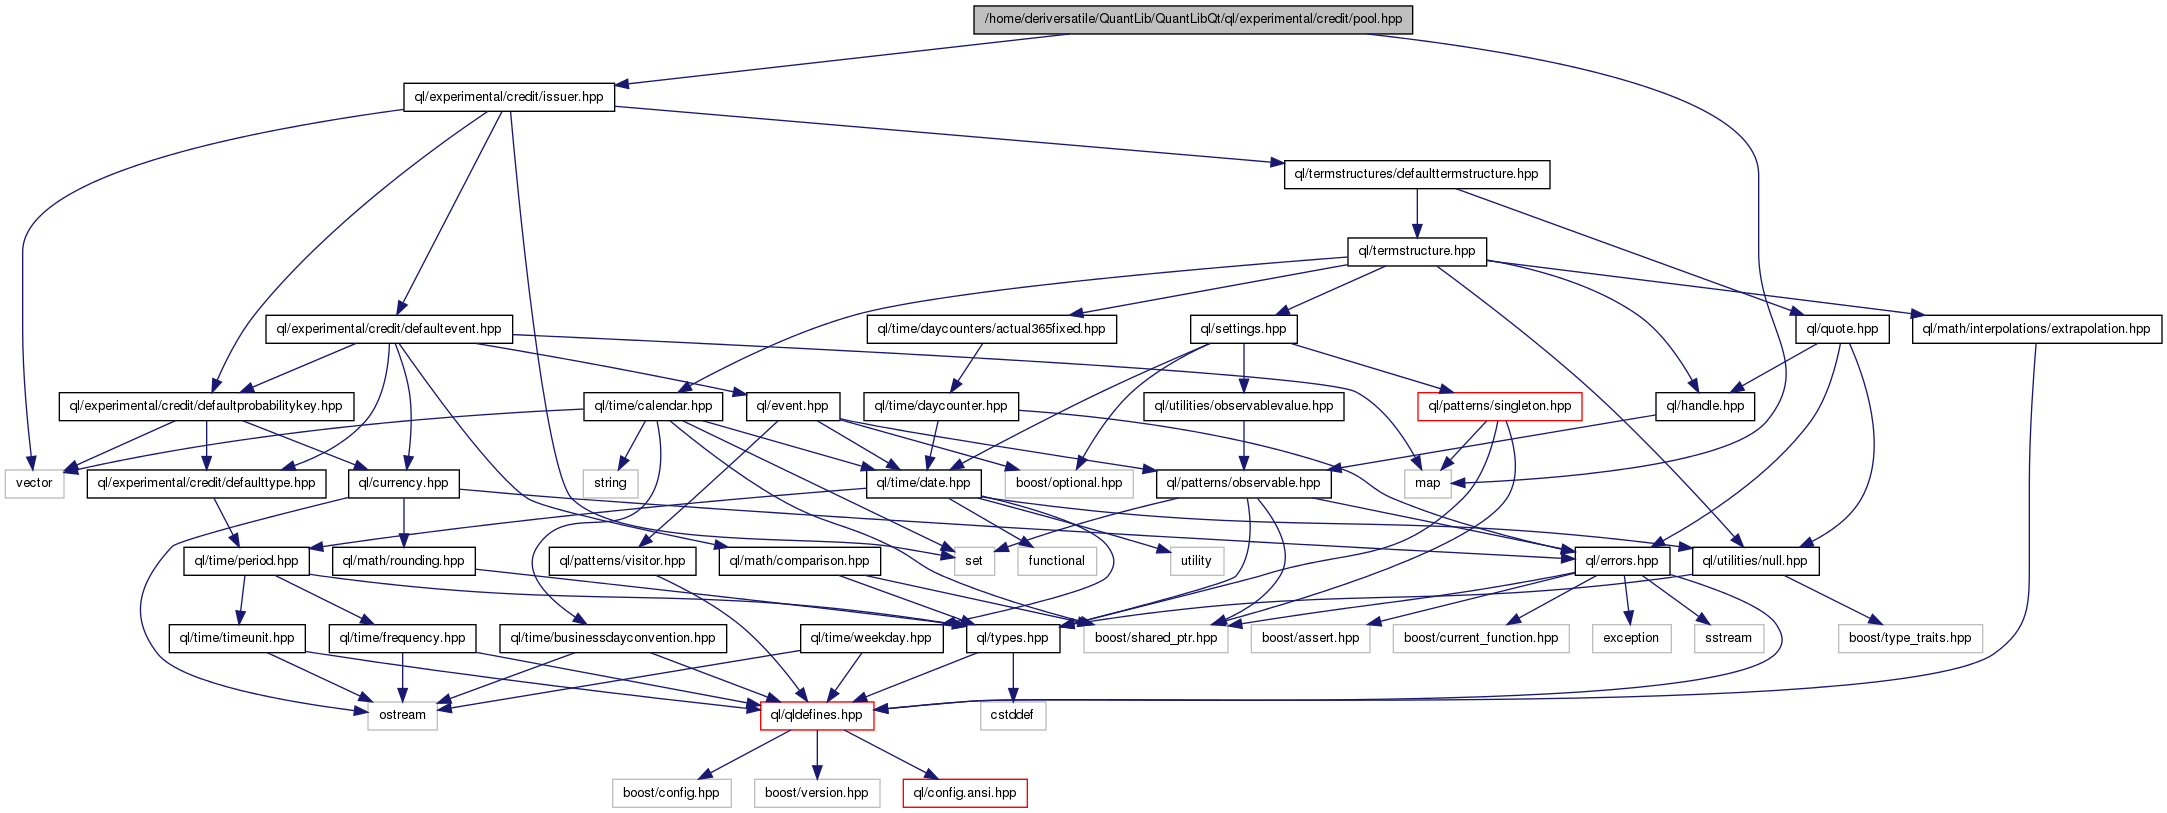 /home/deriversatile/QuantLib/QuantLibQt/ql/experimental/credit/pool.hpp
ql/experimental/credit/issuer.hpp
ql/termstructures/defaulttermstructure.hpp
ql/termstructure.hpp
ql/experimental/credit/defaultevent.hpp
ql/time/daycounters/actual365fixed.hpp
ql/settings.hpp
ql/quote.hpp
ql/math/interpolations/extrapolation.hpp
ql/experimental/credit/defaultprobabilitykey.hpp
ql/time/calendar.hpp
ql/event.hpp
ql/time/daycounter.hpp
ql/utilities/observablevalue.hpp
ql/patterns/singleton.hpp
ql/handle.hpp
vector
ql/experimental/credit/defaulttype.hpp
ql/currency.hpp
string
ql/time/date.hpp
boost/optional.hpp
ql/patterns/observable.hpp
map
ql/time/period.hpp
ql/math/rounding.hpp
ql/patterns/visitor.hpp
ql/math/comparison.hpp
set
functional
utility
ql/errors.hpp
ql/utilities/null.hpp
ql/time/timeunit.hpp
ql/time/frequency.hpp
ql/time/businessdayconvention.hpp
ql/time/weekday.hpp
ql/types.hpp
boost/shared_ptr.hpp
boost/assert.hpp
boost/current_function.hpp
exception
sstream
boost/type_traits.hpp
ostream
ql/qldefines.hpp
cstddef
boost/config.hpp
boost/version.hpp
ql/config.ansi.hpp